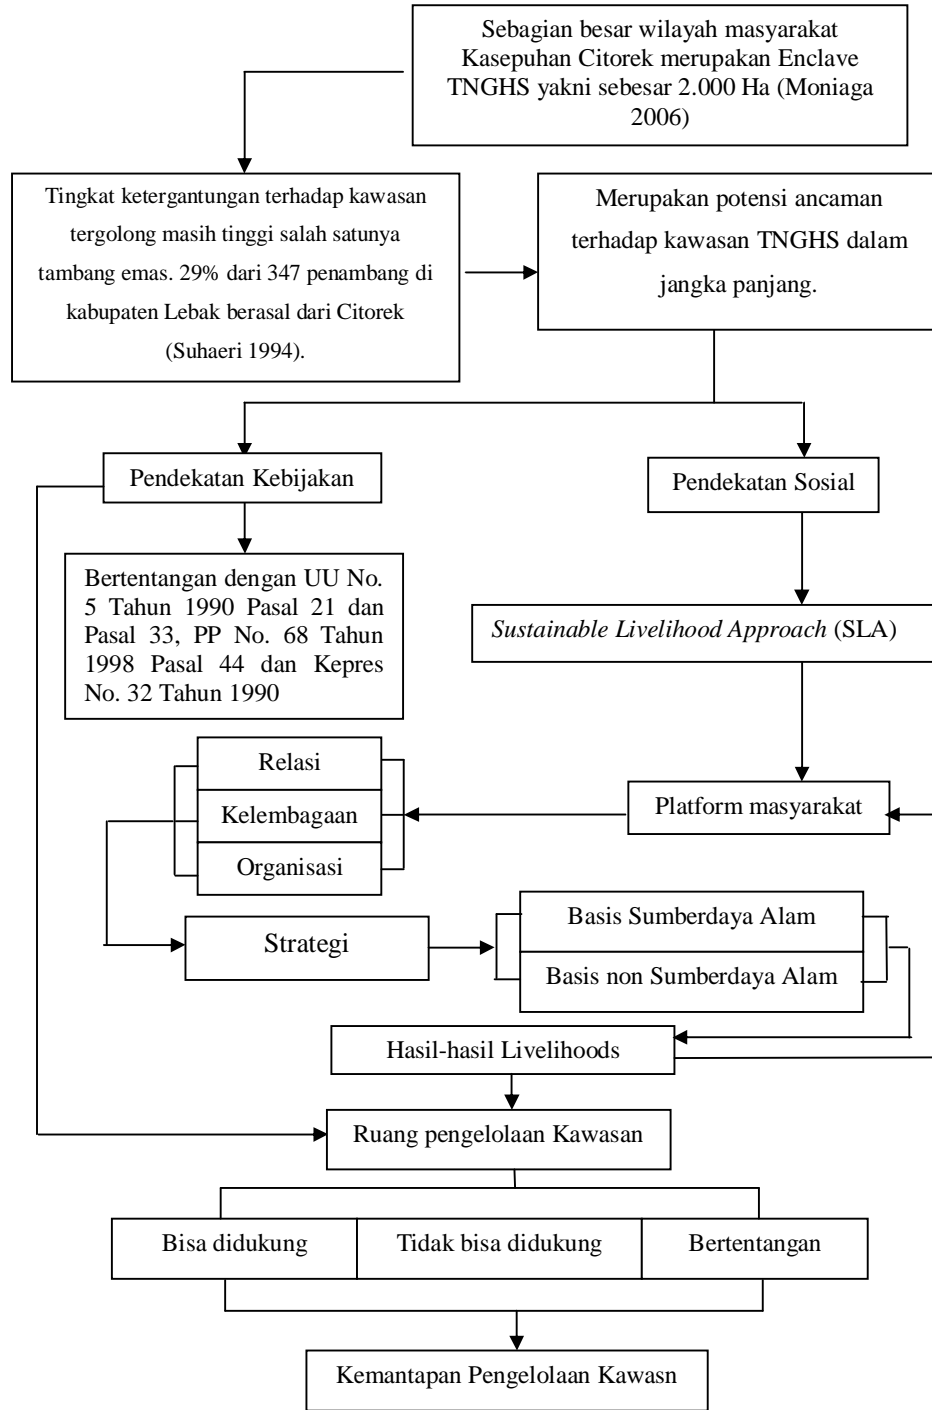 Sebagian besar wilayah masyarakat
Kasepuhan Citorek merupakan Enclave
TNGHS yakni sebesar 2.000 Ha (Moniaga
2006)
Tingkat ketergantungan terhadap kawasan
tergolong masih tinggi salah satunya
tambang emas. 29% dari 347 penambang di
kabupaten Lebak berasal dari Citorek
(Suhaeri 1994).
Merupakan potensi ancaman
terhadap kawasan TNGHS dalam
jangka panjang.
Pendekatan Kebijakan
Pendekatan Sosial
Bertentangan dengan UU No.
5 Tahun 1990 Pasal 21 dan
Pasal 33, PP No. 68 Tahun
1998 Pasal 44 dan Kepres
No. 32 Tahun 1990
Sustainable Livelihood Approach (SLA)
Relasi
Kelembagaan
Organisasi
Platform masyarakat
Strategi
Basis Sumberdaya Alam
Basis non Sumberdaya Alam
Hasil-hasil Livelihoods
Ruang pengelolaan Kawasan
Bisa didukung
Tidak bisa didukung
Bertentangan
Kemantapan Pengelolaan Kawasn